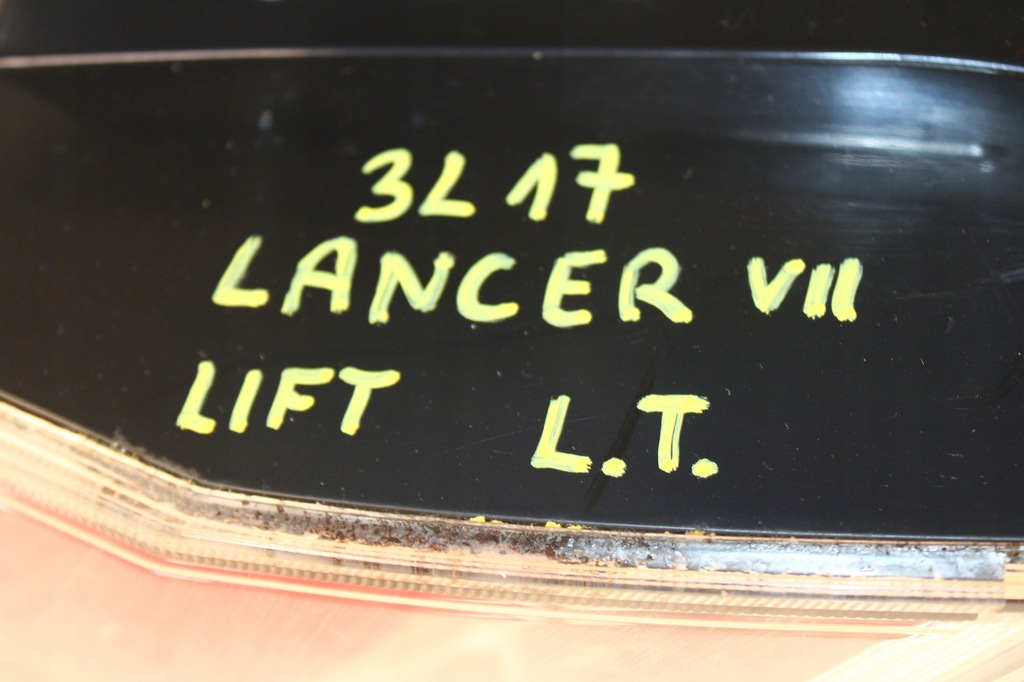 3L17
LANCER VII
LIFT L.T.